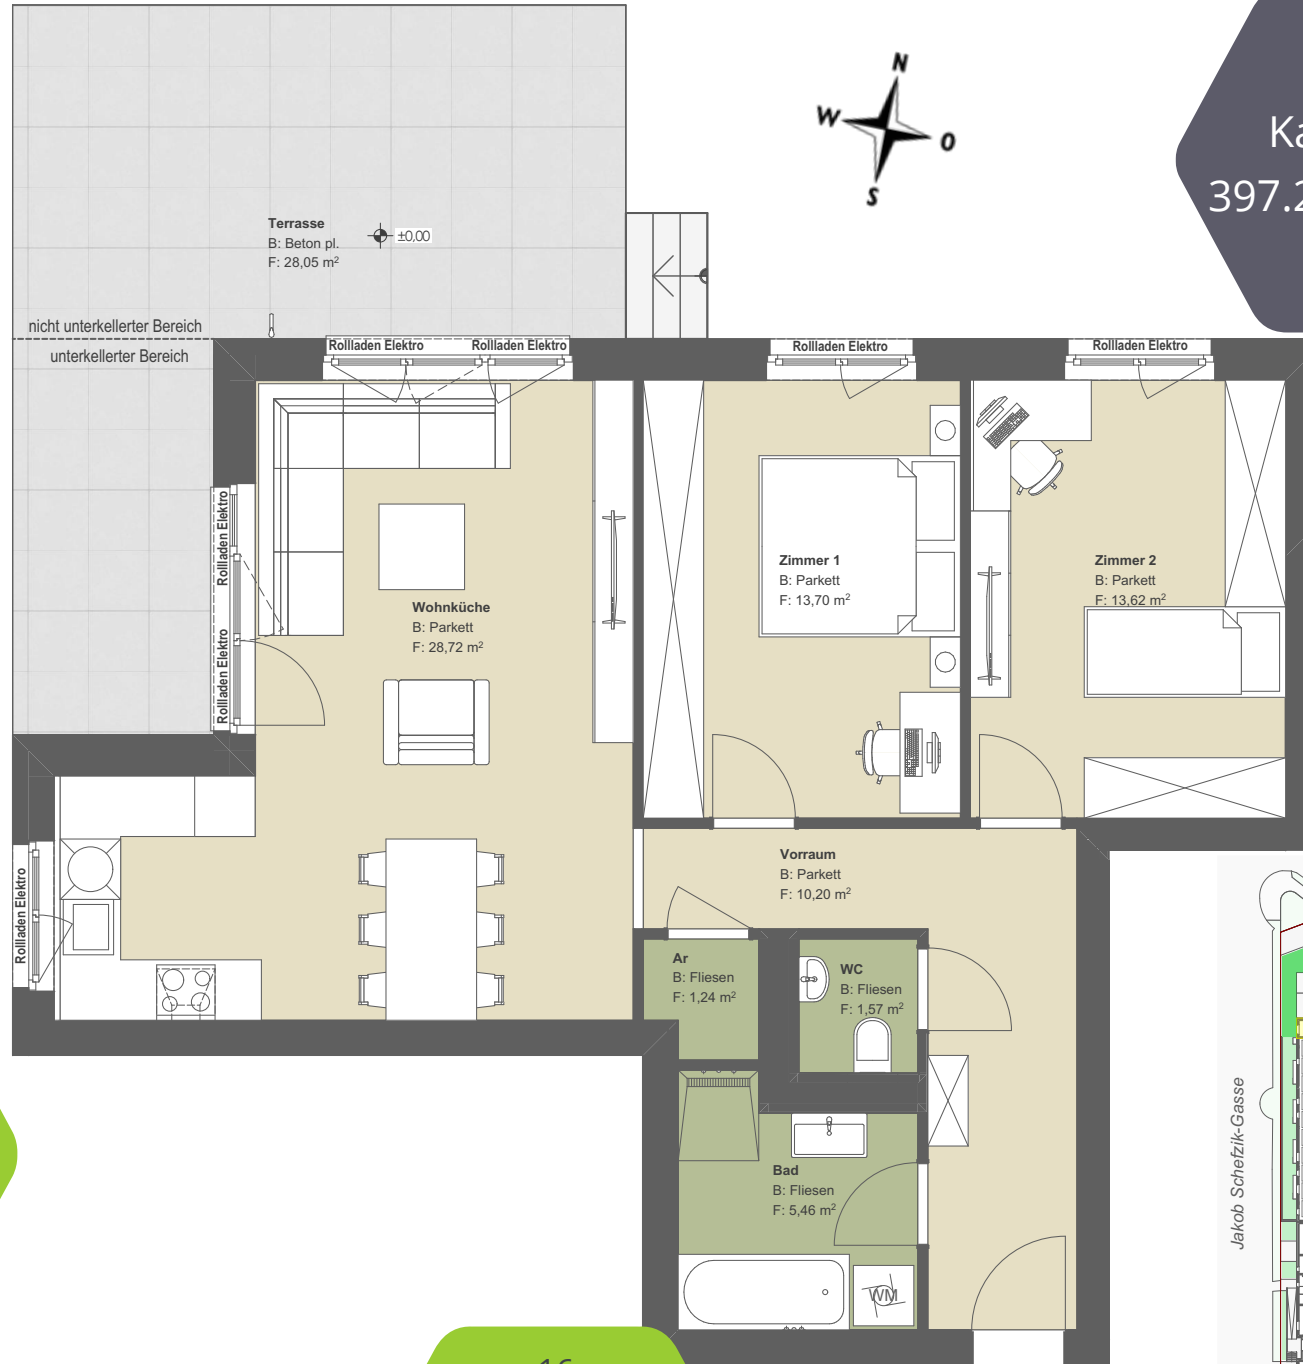 N
W
O
S
Ka
397.2
Terrasse
B: Beton pl.
F: 28,05 m²
±0,00
nicht unterkellerter Bereich
unterkellerter Bereich
Rollladen Elektro
Rollladen Elektro
Rollladen Elektro
Rollladen Elektro
Rollladen Elektro
Rollladen Elektro
Wohnküche
B: Parkett
F: 28,72 m²
Zimmer 1
B: Parkett
F: 13,70 m²
Zimmer 2
B: Parkett
F: 13,62 m²
Vorraum
B: Parkett
F: 10,20 m²
Rollladen Elektro
Ar
B: Fliesen
F: 1,24 m²
WC
B: Fliesen
F: 1,57 m²
Bad
B: Fliesen
F: 5,46 m²
WM
Jakob Schefzik-Gasse
16